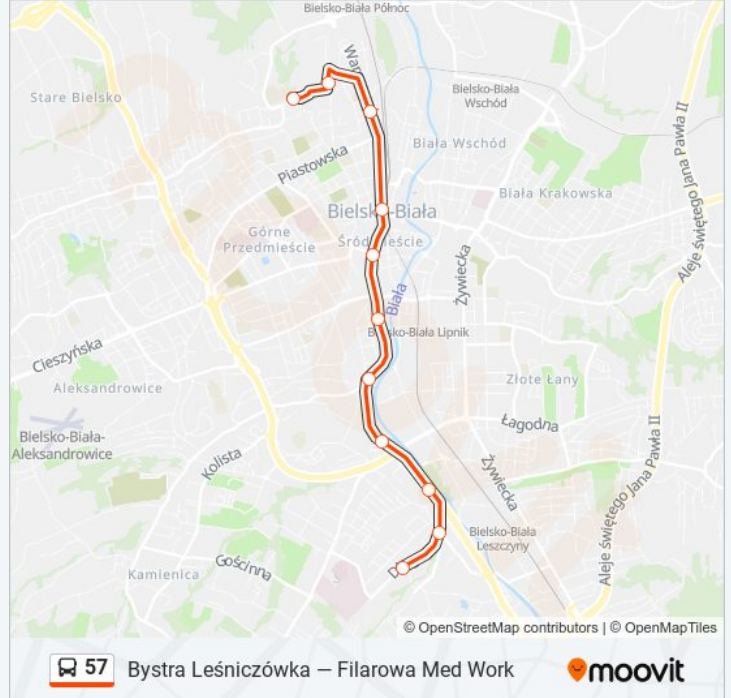 Bielsko-Biała Północ
Stare Bielsko
Bielsko-Biała
Wschód
Biała Wschód
Piastowska
Biała Krakowska
Aleje świętego Jana Pawła II
Bielsko-Biała
Górne
Przedmieście
Śródmieście
Żywiecka
Biała
Bielsko-Biała Lipnik
Cieszyńska
Aleksandrowice
Złote Łany
Łagodna
Bielsko-Biała-
Aleksandrowice
Kolista
Żywiecka
Aleje świętego Jana Pawła II
Bielsko-Biała
Leszczyny
Gościnna
Kamienica
© OpenStreetMap contributors | © OpenMapTiles
57 Bystra Leśniczówka — Filarowa Med Work moovit